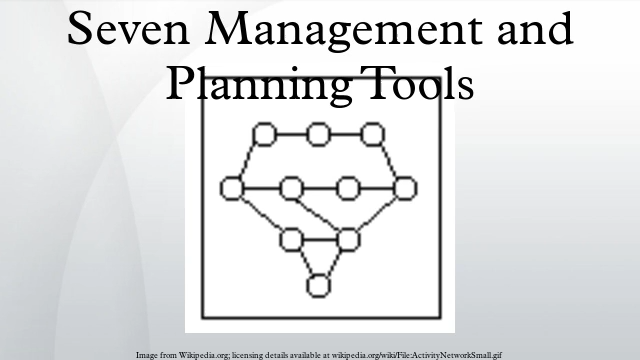 Seven Management and
Planning Tools
Image from Wikipedia.org; licensing details available at wikipedia.org/wiki/File:ActivityNetworkSmall.gif